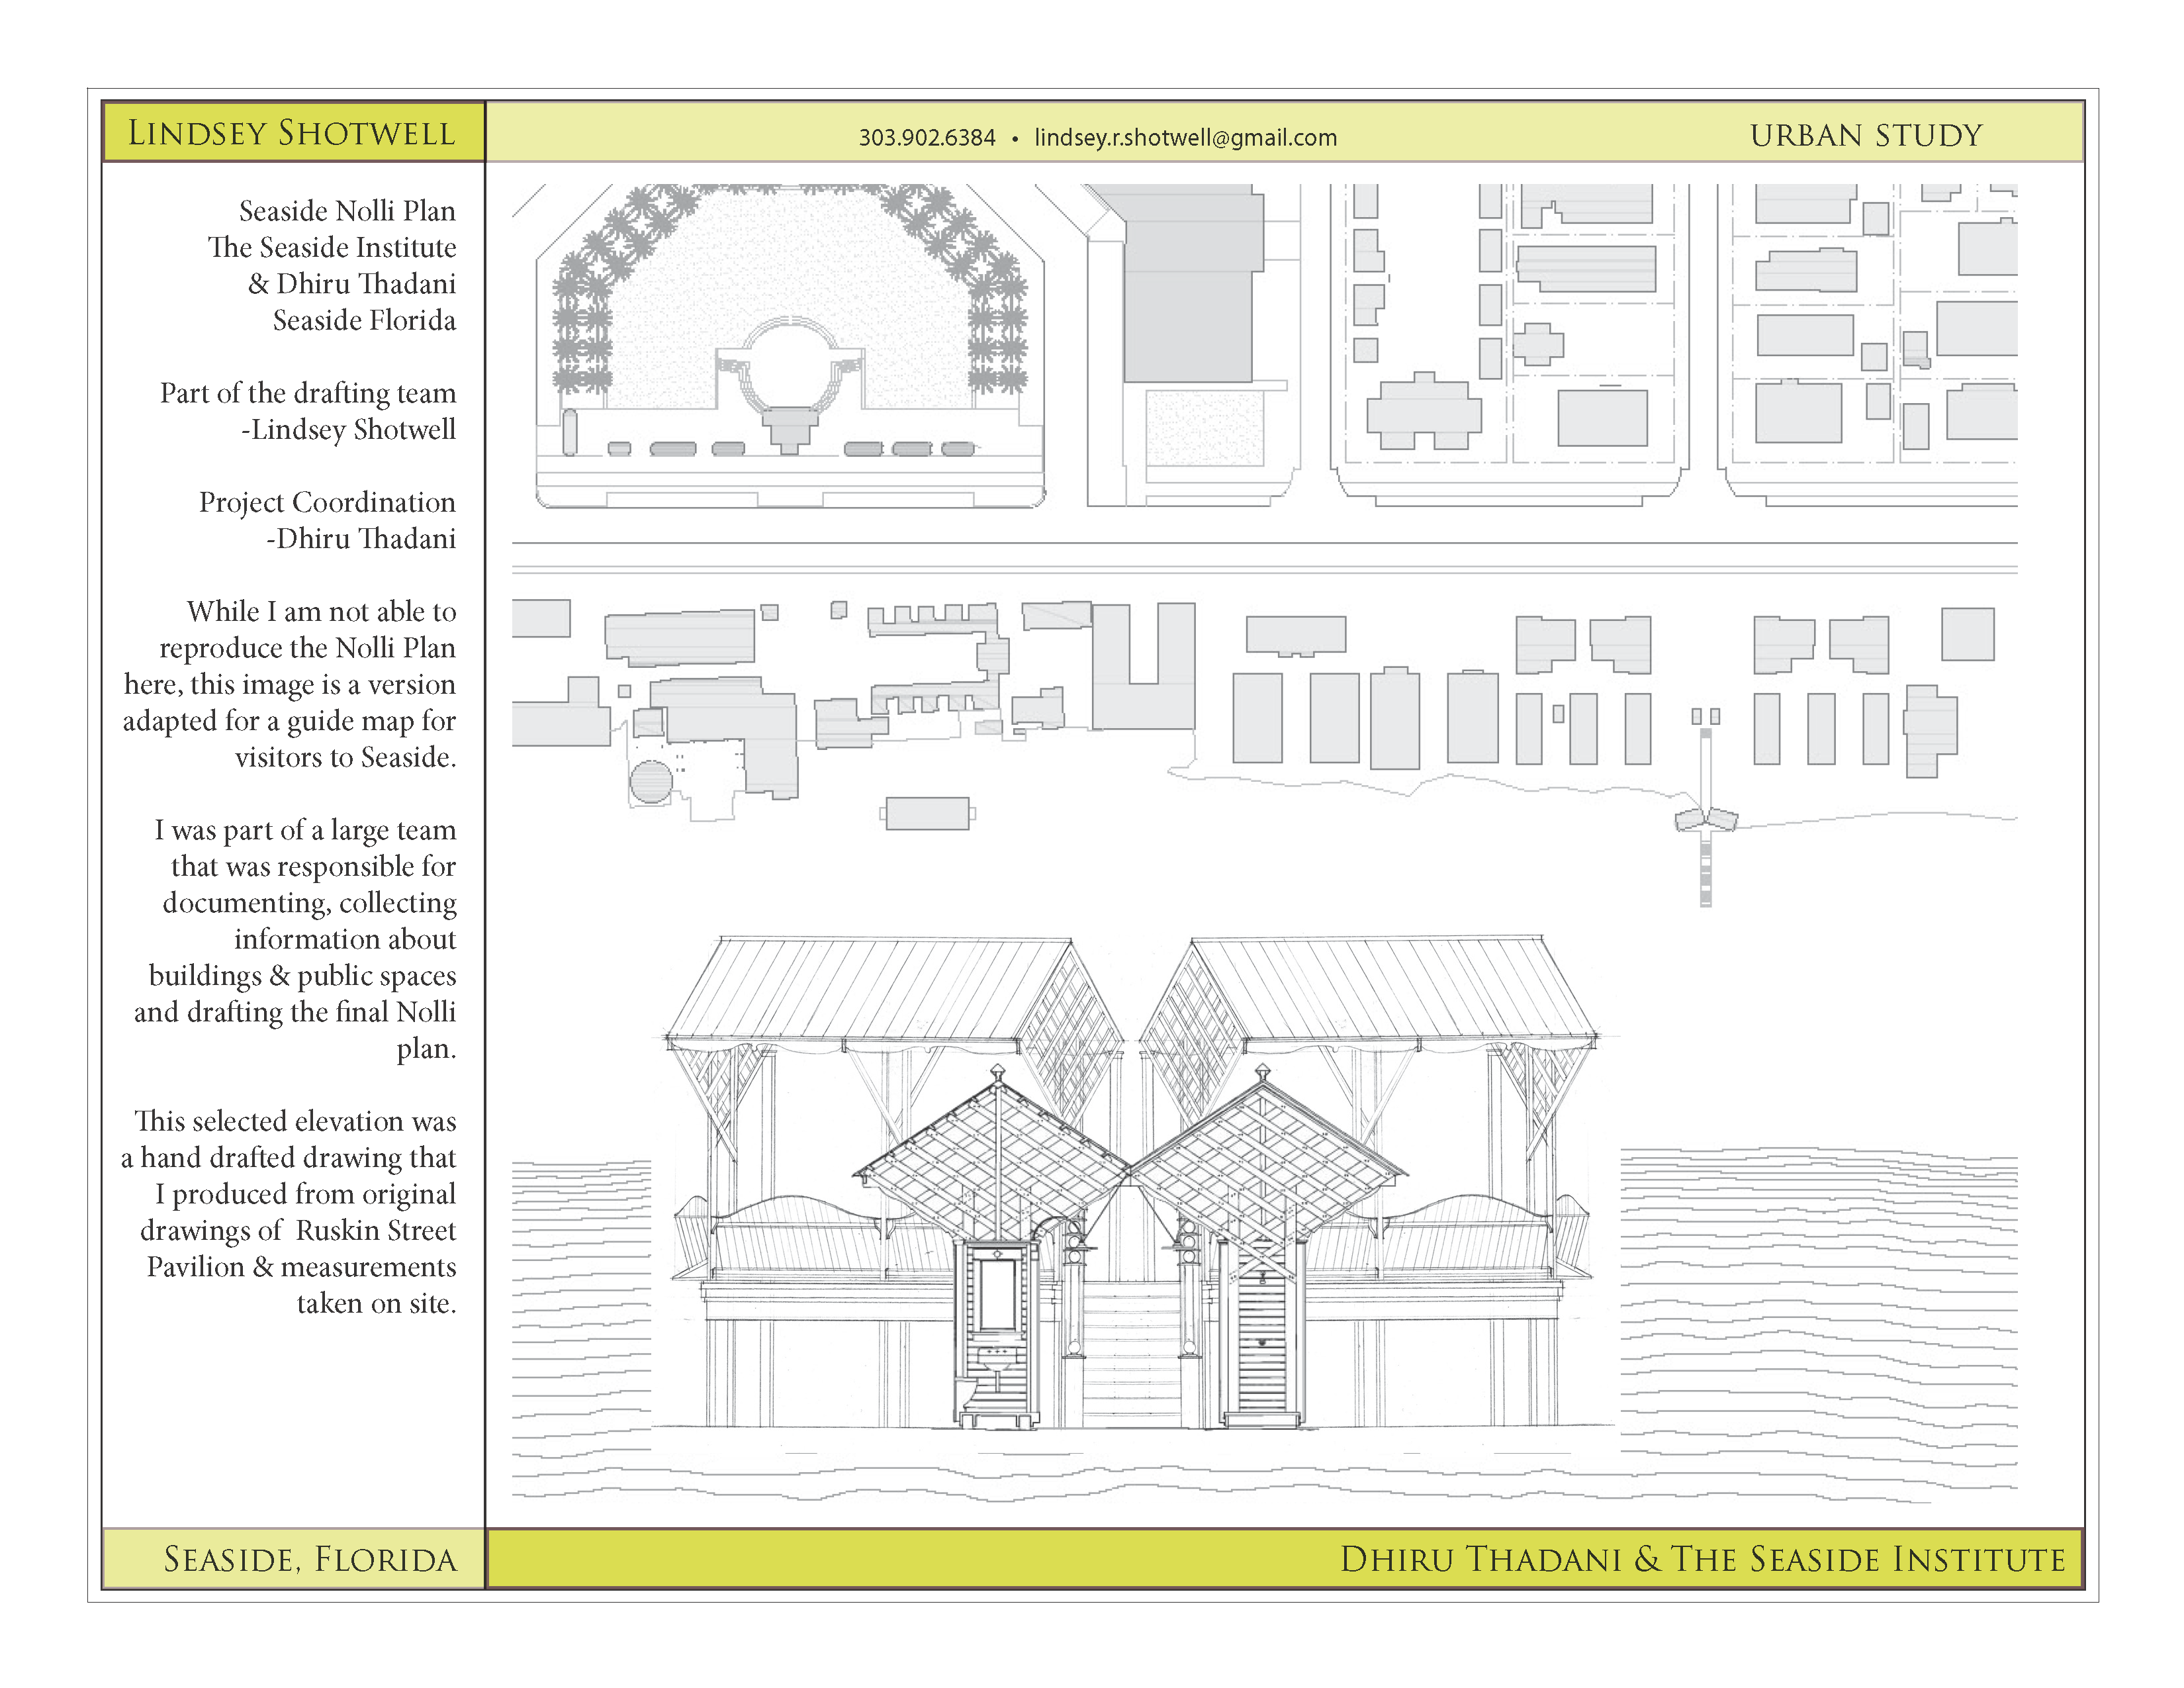 LINDSEY SHOTWELL
303.902.6384 • lindsey.r.shotwell@gmail.com
URBAN STUDY
Seaside Nolli Plan
The Seaside Institute
& Dhiru Thadani
Seaside Florida
Part of the drafting team
-Lindsey Shotwell
Project Coordination
-Dhiru Thadani
While I am not able to
reproduce the Nolli Plan
here, this image is a version
adapted for a guide map for
visitors to Seaside.
I was part of a large team
that was responsible for
documenting, collecting
information about
buildings & public spaces
and drafting the final Nolli
plan.
This selected elevation was
a hand drafted drawing that
I produced from original
drawings of Ruskin Street
Pavilion & measurements
taken on site.
SEASIDE, FLORIDA
DHIRU THADANI & THE SEASIDE INSTITUTE